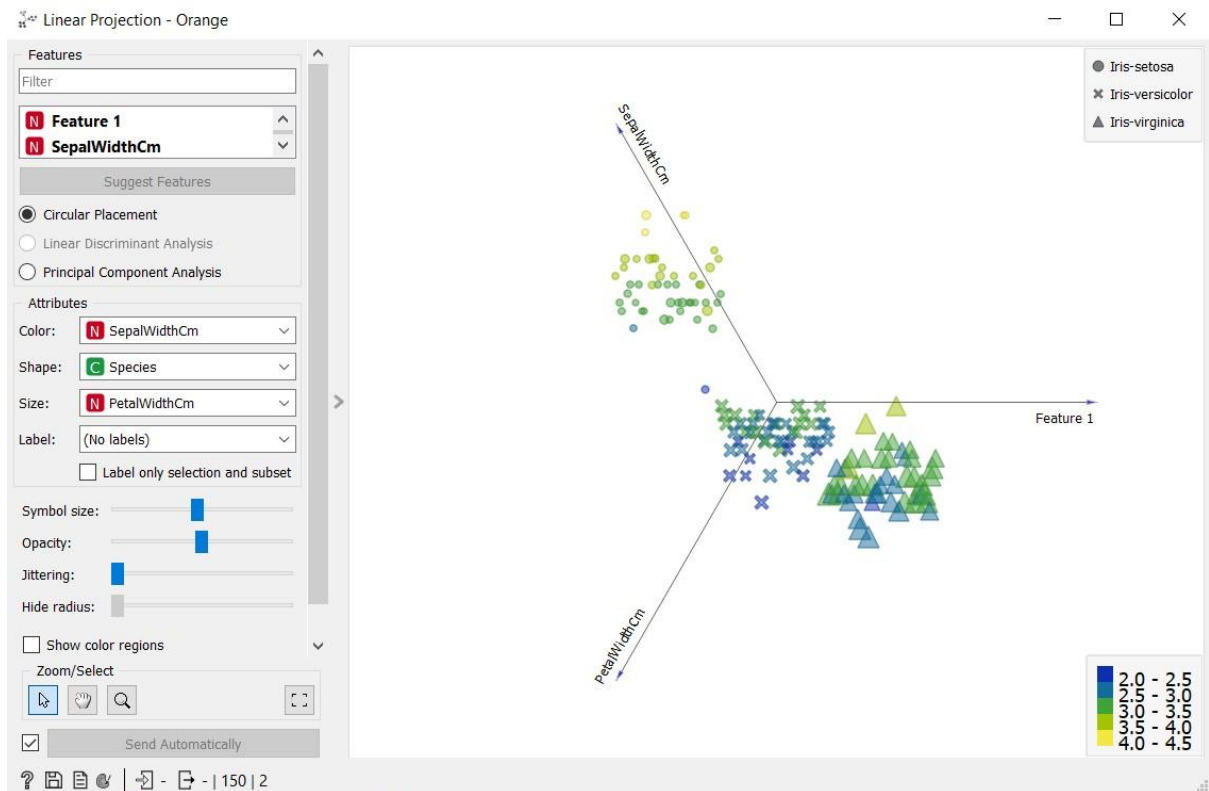 Linear Projection - Orange
Features
Filter
N Feature 1
N SepalWidthCm
Suggest Features
Circular Placement
Linear Discriminant Analysis
Principal Component Analysis
Attributes
Color: N SepalWidthCm
Shape: C Species
Size: N PetalWidthCm
Label: (No labels)
Label only selection and subset
Symbol size:
Opacity:
Jittering:
Hide radius:
Show color regions
Zoom/Select
Send Automatically
? | - - | 150 | 2
Iris-setosa
Iris-versicolor
Iris-virginica
SepalWidthCm
Feature 1
PetalWidthCm
2.0 - 2.5
2.5 - 3.0
3.0 - 3.5
3.5 - 4.0
4.0 - 4.5